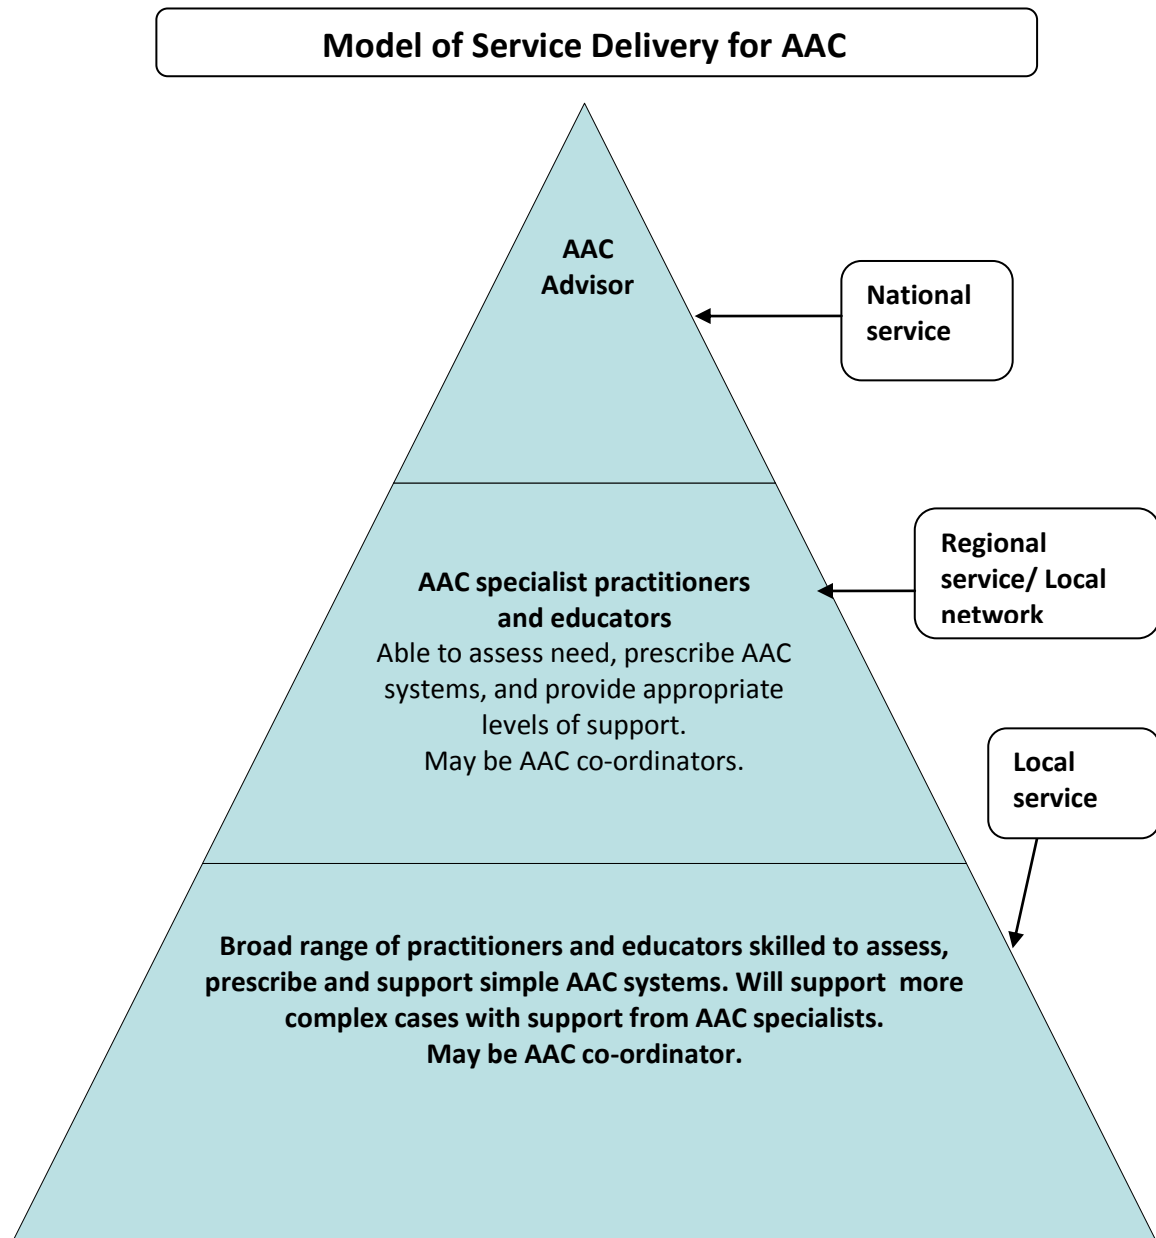 Model of Service Delivery for AAC
AAC
Advisor
National
service
AAC specialist practitioners
and educators
Able to assess need, prescribe AAC
systems, and provide appropriate
levels of support.
May be AAC co-ordinators.
Regional
service/ Local
network
Local
service
Broad range of practitioners and educators skilled to assess,
prescribe and support simple AAC systems. Will support  more
complex cases with support from AAC specialists.
May be AAC co-ordinator.